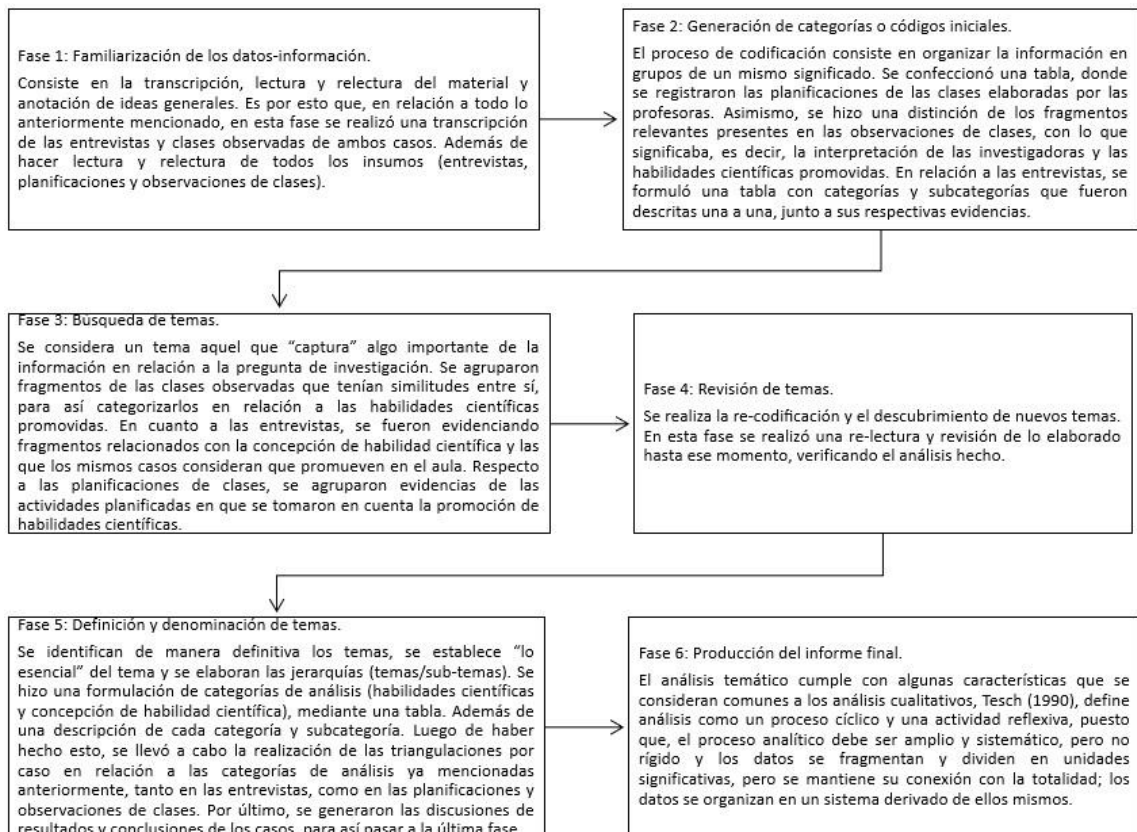 Fase 1: Familiarización de los datos-información.
Consiste en la transcripción, lectura y relectura del material y
anotación de ideas generales. Es por esto que, en relación a todo lo
anteriormente mencionado, en esta fase se realizó una transcripción
de las entrevistas y clases observadas de ambos casos. Además de
hacer lectura y relectura de todos los insumos (entrevistas,
planificaciones y observaciones de clases).
Fase 2: Generación de categorías o códigos iniciales.
El proceso de codificación consiste en organizar la información en
grupos de un mismo significado. Se confeccionó una tabla, donde
se registraron las planificaciones de las clases elaboradas por las
profesoras. Asimismo, se hizo una distinción de los fragmentos
relevantes presentes en las observaciones de clases, con lo que
significaba, es decir, la interpretación de las investigadoras y las
habilidades científicas promovidas. En relación a las entrevistas, se
formuló una tabla con categorías y subcategorías que fueron
descritas una a una, junto a sus respectivas evidencias.
Fase 3: Búsqueda de temas.
Se considera un tema aquel que “captura” algo importante de la
información en relación a la pregunta de investigación. Se agruparon
fragmentos de las clases observadas que tenían similitudes entre sí,
para así categorizarlos en relación a las habilidades científicas
promovidas. En cuanto a las entrevistas, se fueron evidenciando
fragmentos relacionados con la concepción de habilidad científica y las
que los mismos casos consideran que promueven en el aula. Respecto
a las planificaciones de clases, se agruparon evidencias de las
actividades planificadas en que se tomaron en cuenta la promoción de
habilidades científicas.
Fase 4: Revisión de temas.
Se realiza la re-codificación y el descubrimiento de nuevos temas.
En esta fase se realizó una re-lectura y revisión de lo elaborado
hasta ese momento, verificando el análisis hecho.
Fase 5: Definición y denominación de temas.
Se identifican de manera definitiva los temas, se establece “lo
esencial” del tema y se elaboran las jerarquías (temas/sub-temas). Se
hizo una formulación de categorías de análisis (habilidades científicas
y concepción de habilidad científica), mediante una tabla. Además de
una descripción de cada categoría y subcategoría. Luego de haber
hecho esto, se llevó a cabo la realización de las triangulaciones por
caso en relación a las categorías de análisis ya mencionadas
anteriormente, tanto en las entrevistas, como en las planificaciones y
observaciones de clases. Por último, se generaron las discusiones de
resultados y conclusiones de los casos, para así pasar a la última fase.
Fase 6: Producción del informe final.
El análisis temático cumple con algunas características que se
consideran comunes a los análisis cualitativos, Tesch (1990), define
análisis como un proceso cíclico y una actividad reflexiva, puesto
que, el proceso analítico debe ser amplio y sistemático, pero no
rígido y los datos se fragmentan y dividen en unidades
significativas, pero se mantiene su conexión con la totalidad; los
datos se organizan en un sistema derivado de ellos mismos.